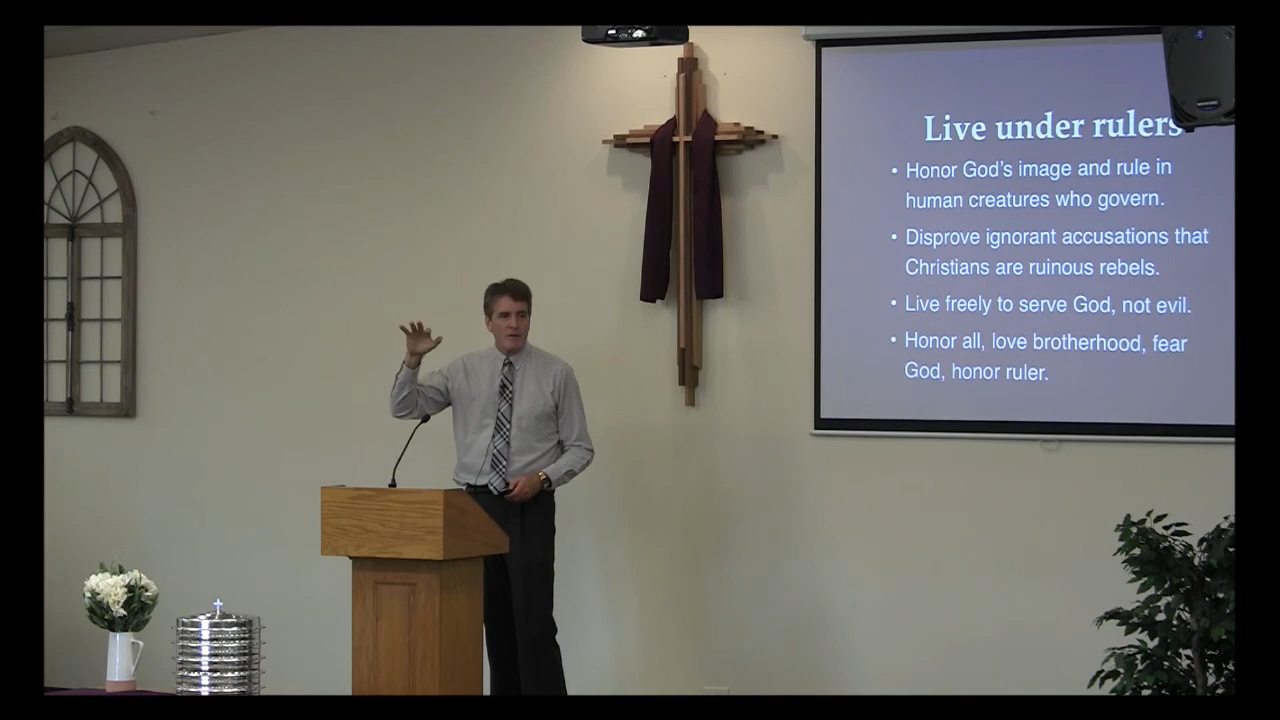 Live under rulers
• Honor God's image and rule in
human creatures who govern.
• Disprove ignorant accusations that
Christians are ruinous rebels.
• Live freely to serve God, not evil.
• Honor all, love brotherhood, fear
God, honor ruler.